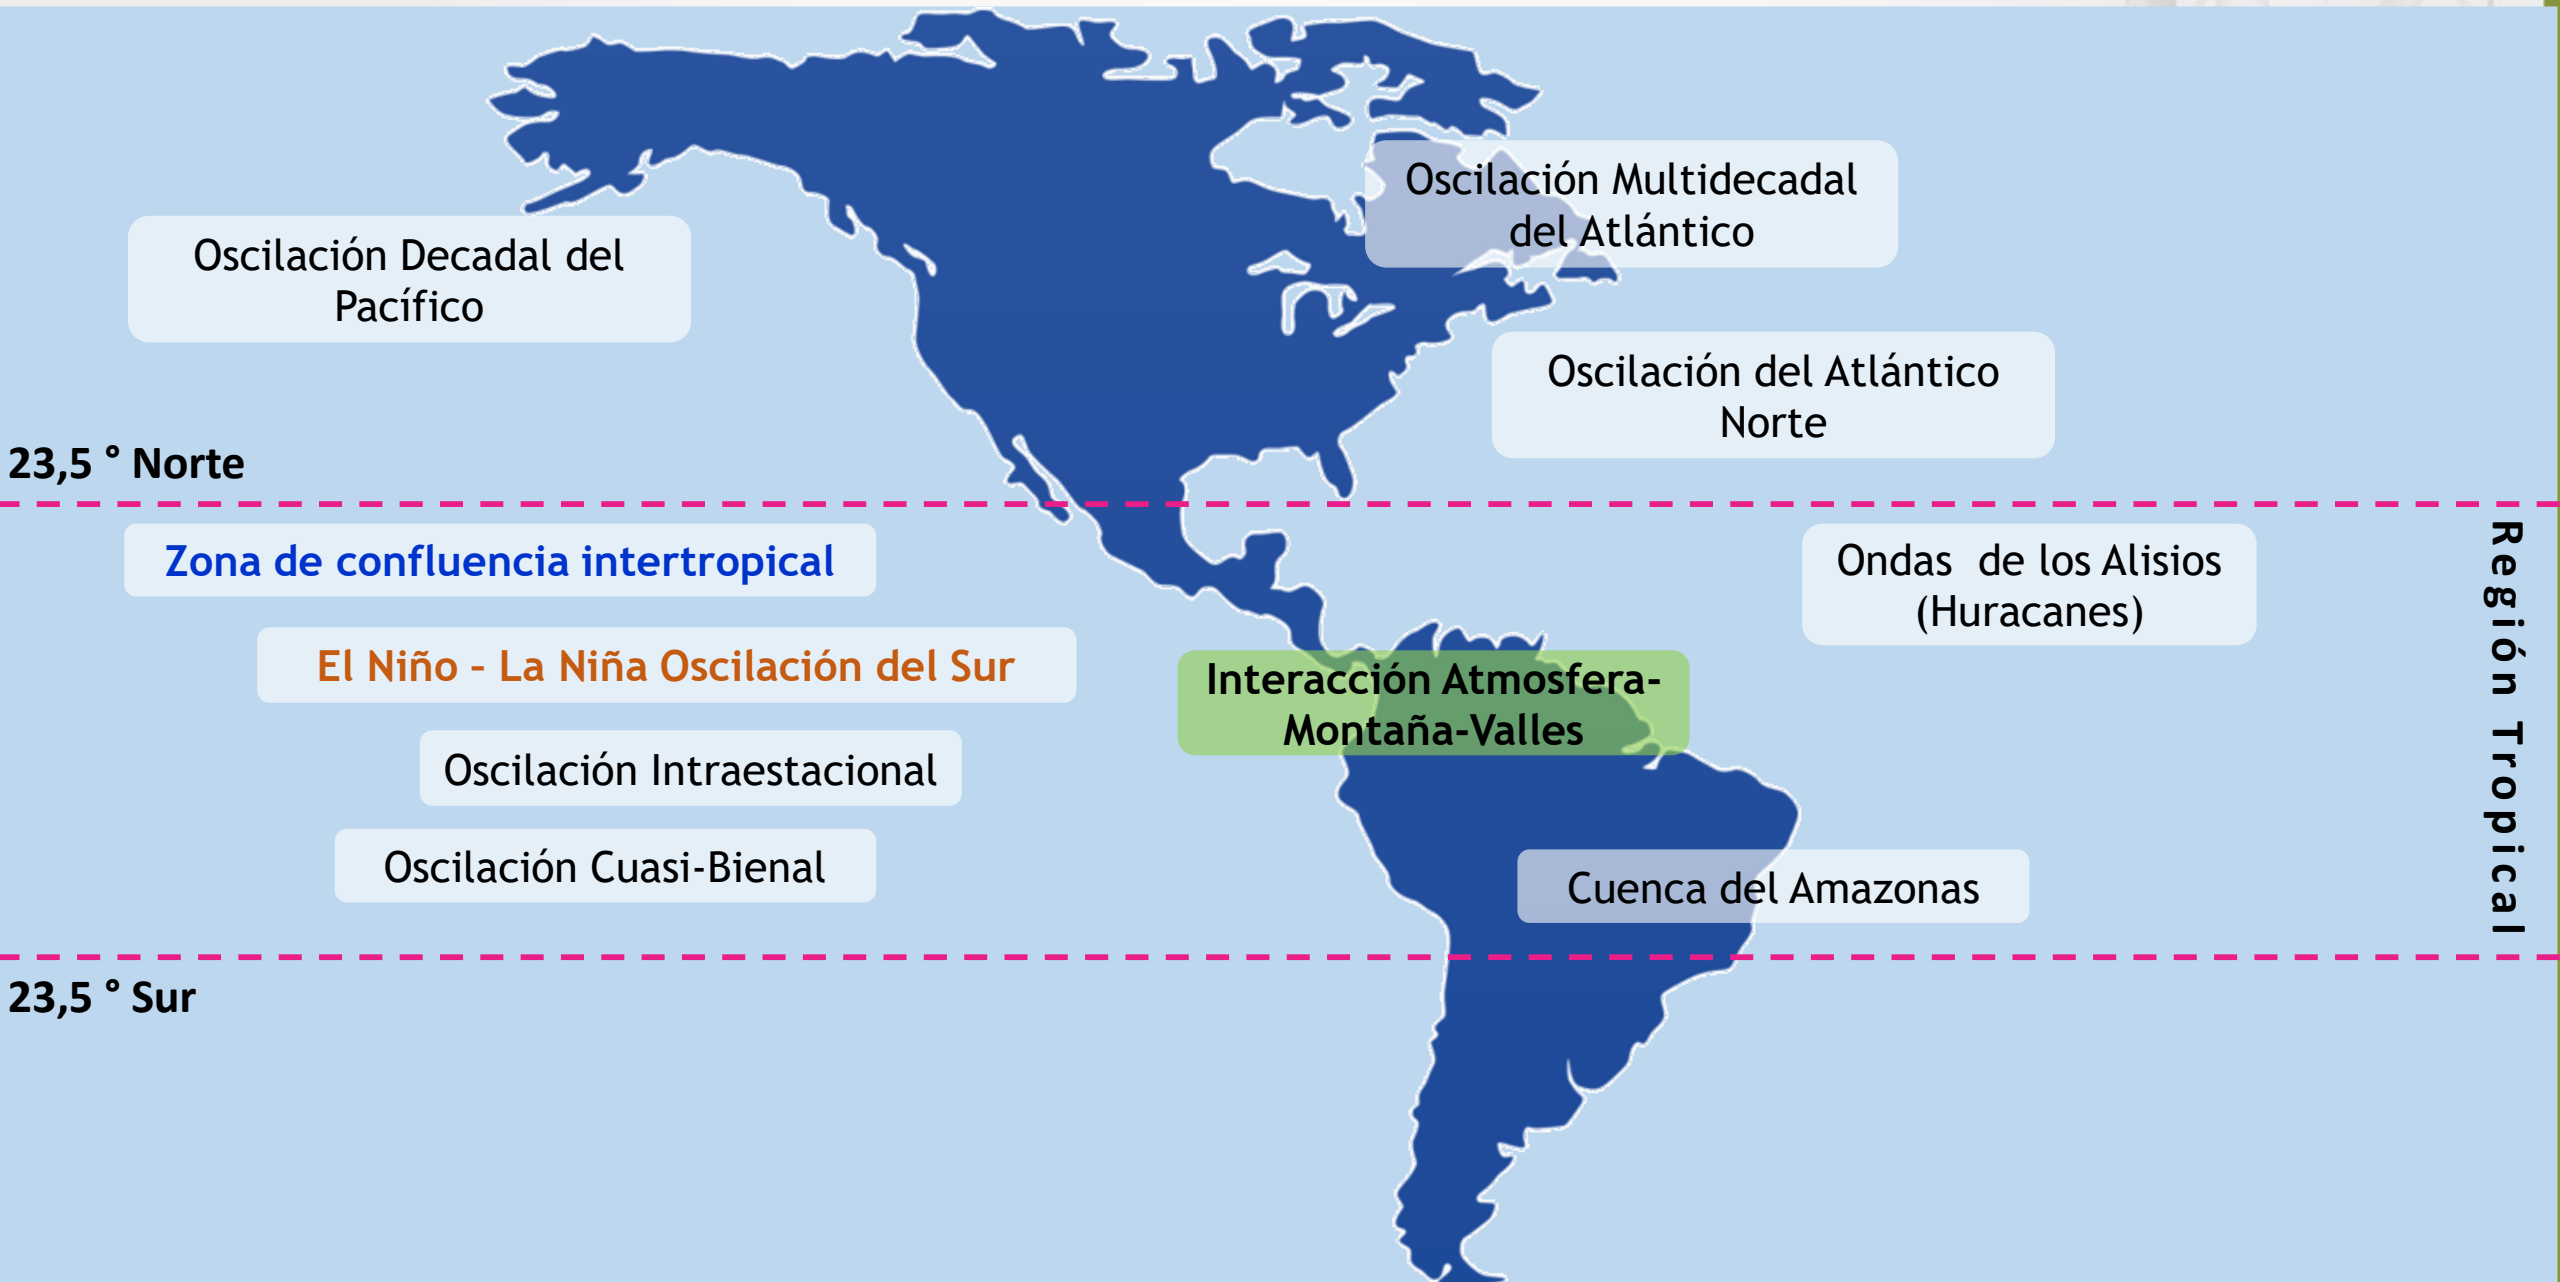 Oscilación Multidecadal
del Atlántico
Oscilación Decadal del
Pacífico
Oscilación del Atlántico
Norte
23,5 ° Norte
Zona de confluencia intertropical
Ondas  de los Alisios
(Huracanes)
El Niño – La Niña Oscilación del Sur
Interacción Atmosfera-
Montaña-Valles
Oscilación Intraestacional
Oscilación Cuasi-Bienal
Cuenca del Amazonas
Región Tropical
23,5 ° Sur